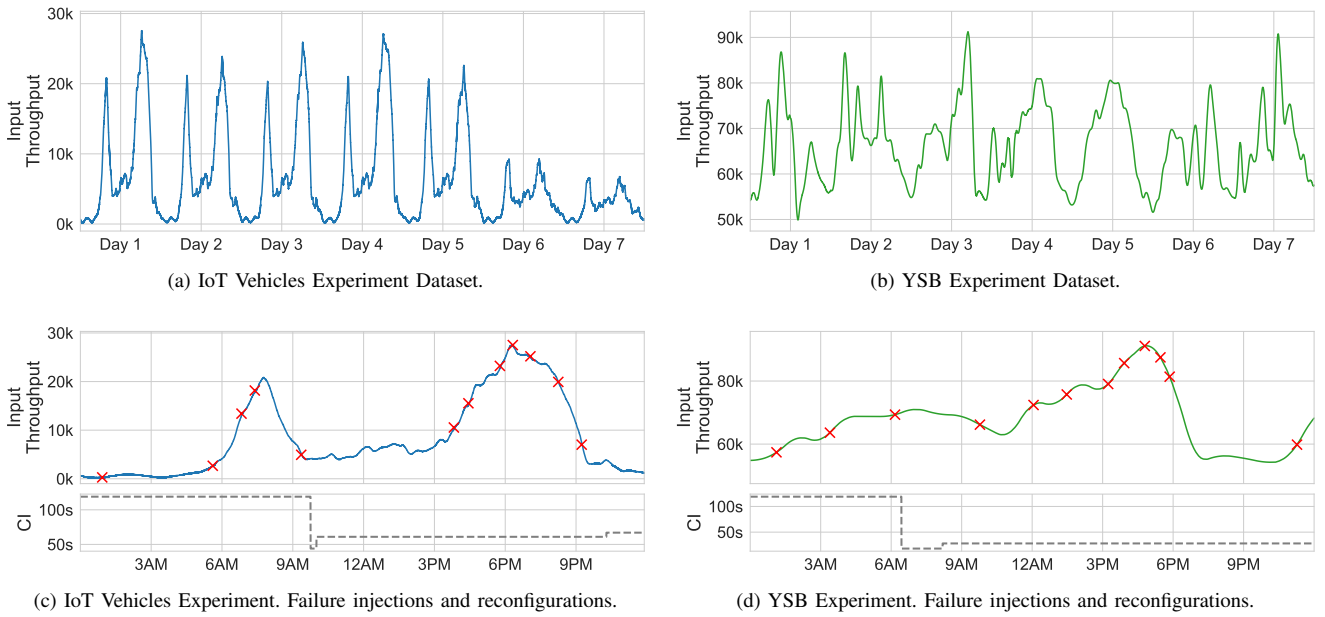 Input
Throughput
30k
20k
10k
0k
Day 1 Day 2 Day 3 Day 4 Day 5 Day 6 Day 7
(a) IoT Vehicles Experiment Dataset.
Input
Throughput
90k
80k
70k
60k
50k
Day 1 Day 2 Day 3 Day 4 Day 5 Day 6 Day 7
(b) YSB Experiment Dataset.
Input
Throughput
30k
20k
10k
0k
CI
100s
50s
3AM 6AM 9AM 12AM 3PM 6PM 9PM
(c) IoT Vehicles Experiment. Failure injections and reconfigurations.
Input
Throughput
80k
60k
CI
100s
50s
3AM 6AM 9AM 12AM 3PM 6PM 9PM
(d) YSB Experiment. Failure injections and reconfigurations.